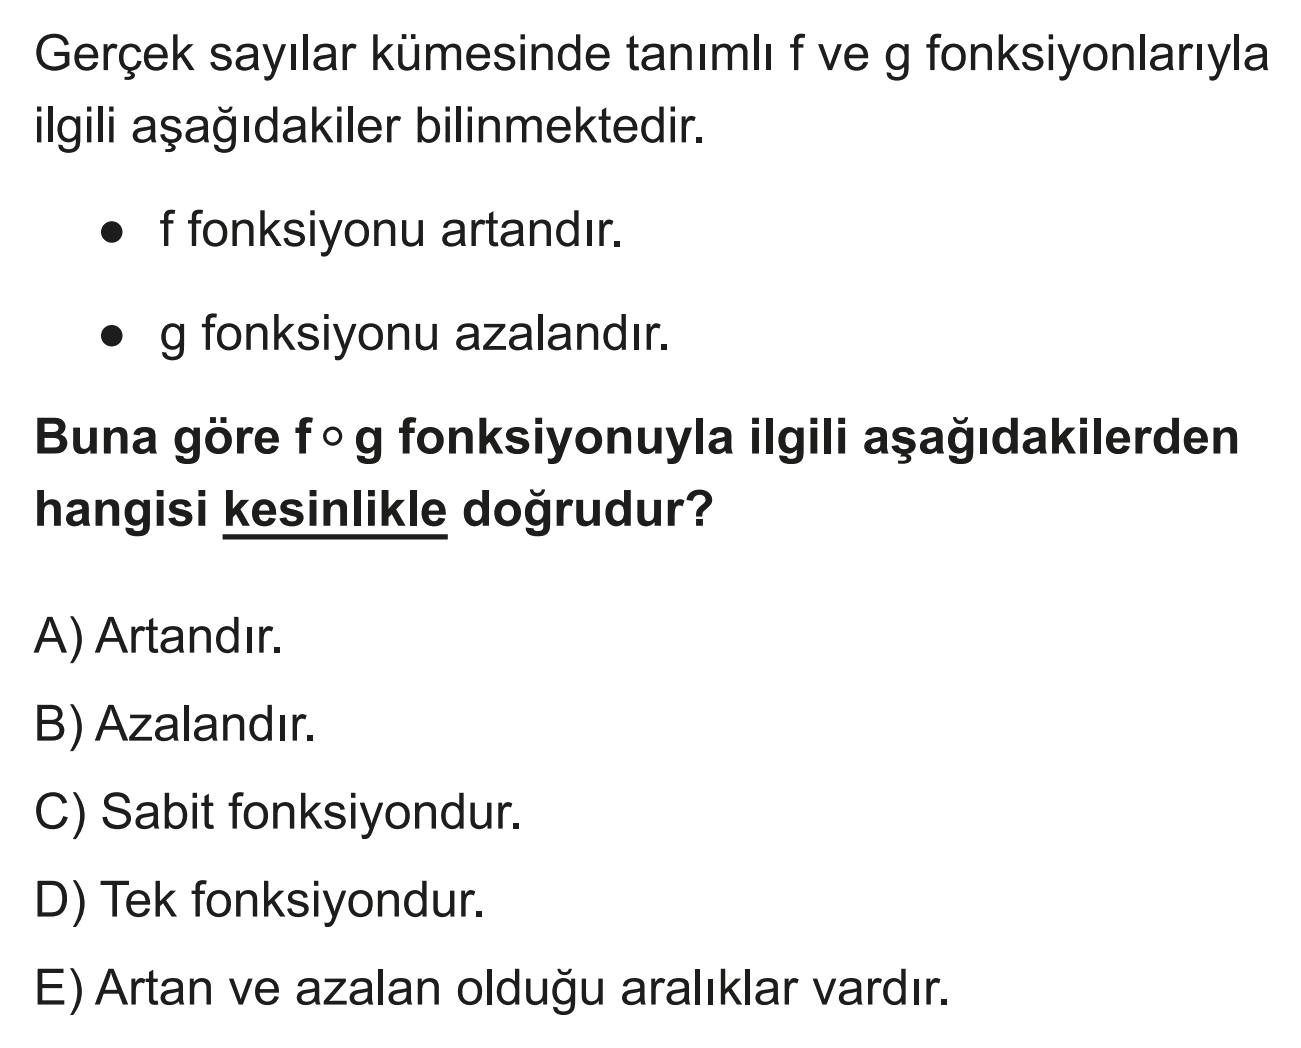 Gerçek sayılar kümesinde tanımlı f ve g fonksiyonlarıyla
ilgili aşağıdakiler bilinmektedir.
● f fonksiyonu artandır.
● g fonksiyonu azalandır.
Buna göre f ∘ g fonksiyonuyla ilgili aşağıdakilerden
hangisi kesinlikle doğrudur?
A) Artandır.
B) Azalandır.
C) Sabit fonksiyondur.
D) Tek fonksiyondur.
E) Artan ve azalan olduğu aralıklar vardır.